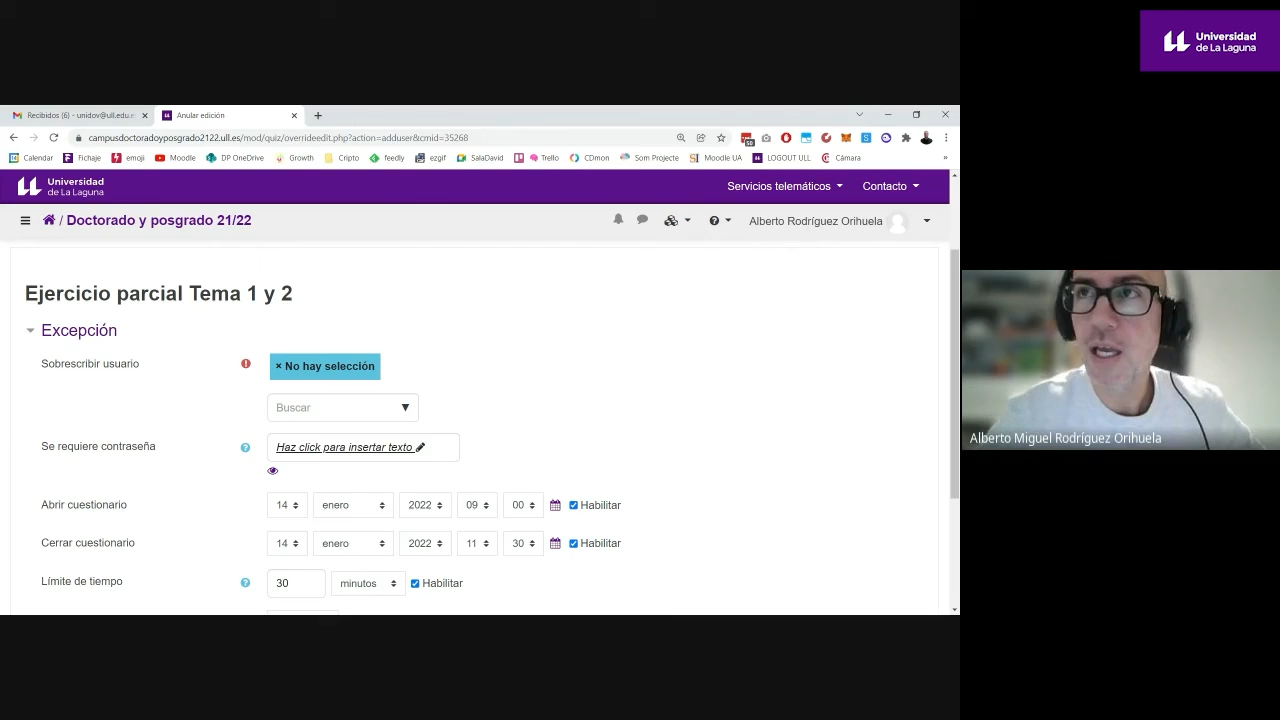 Universidad
de La Laguna
Recibidos (6) - unidov@ull.edu.e
Anular edición
campusdoctoradoyposgrado2122.ull.es/mod/quiz/overrideedit.php?action=adduser&cmid=35268
50
Calendar Fichaje emoji Moodle DP OneDrive Growth Cripto feedly ezgif SalaDavid Trello CDmon Som Projecte Moodle UA LOGOUT ULL Cámara »
Universidad
de La Laguna
Servicios telemáticos Contacto
/ Doctorado y posgrado 21/22
Alberto Rodríguez Orihuela
Ejercicio parcial Tema 1 y 2
Excepción
Sobrescribir usuario
× No hay selección
Buscar
Se requiere contraseña
Haz click para insertar texto
Abrir cuestionario 14 enero 2022 09 00 Habilitar
Cerrar cuestionario 14 enero 2022 11 30 Habilitar
Límite de tiempo 30 minutos Habilitar
Alberto Miguel Rodríguez Orihuela